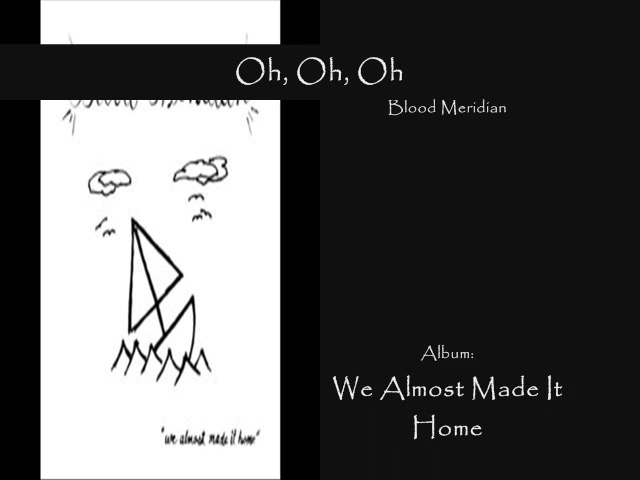 Oh, Oh, Oh
Blood Meridian
Album:
We Almost Made It
Home
"we almost made it home"